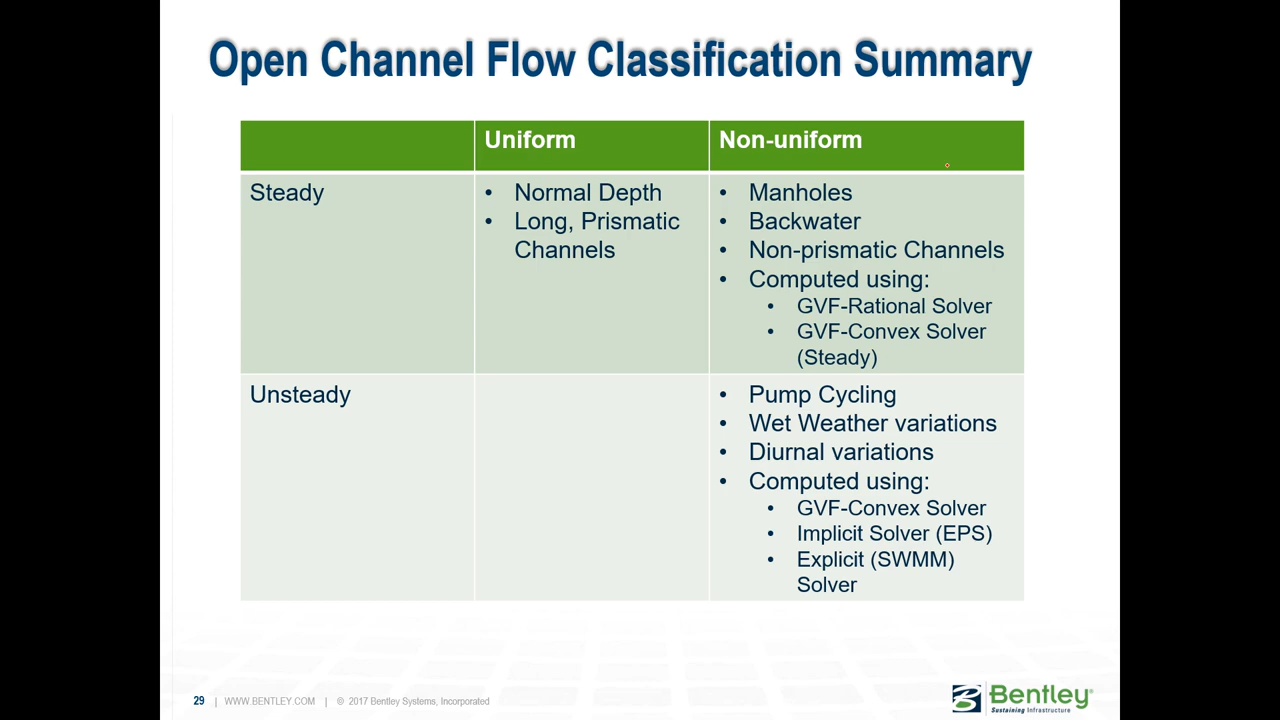 Open Channel Flow Classification Summary
Uniform
Non-uniform
Steady
• Normal Depth
• Long, Prismatic
Channels
• Manholes
• Backwater
• Non-prismatic Channels
• Computed using:
• GVF-Rational Solver
• GVF-Convex Solver
(Steady)
Unsteady
• Pump Cycling
• Wet Weather variations
• Diurnal variations
• Computed using:
• GVF-Convex Solver
• Implicit Solver (EPS)
• Explicit (SWMM)
Solver
29 | WWW.BENTLEY.COM | © 2017 Bentley Systems, Incorporated
Bentley®
Sustaining Infrastructure